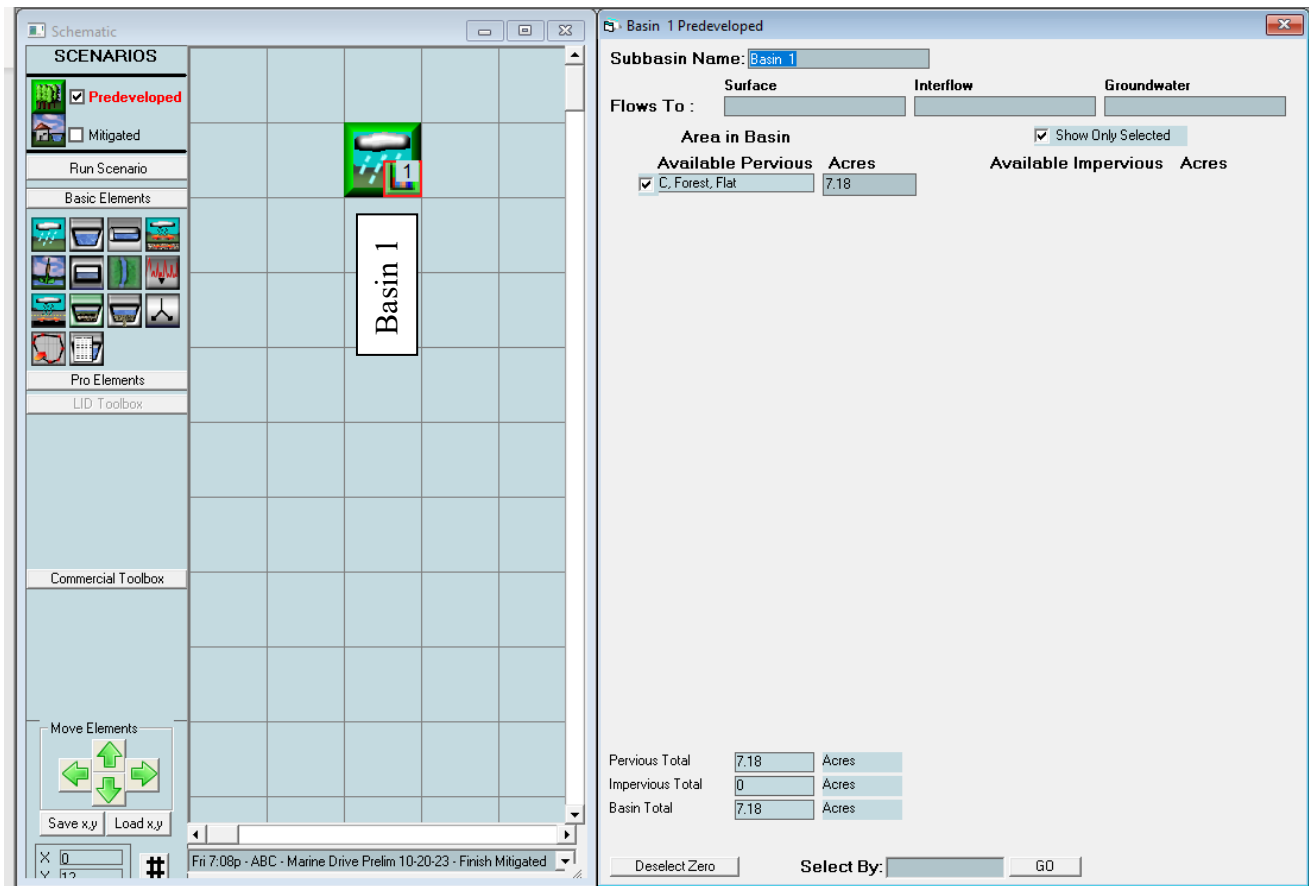 Schematic
SCENARIOS
Predeveloped
Mitigated
Run Scenario
Basic Elements
Pro Elements
LID Toolbox
Commercial Toolbox
Move Elements
Save x,y Load x,y
X 0
Y 12
#
1
Basin 1
Fri 7:08p - ABC - Marine Drive Prelim 10-20-23 - Finish Mitigated
Basin 1 Predeveloped
Subbasin Name: Basin 1
Surface Interflow Groundwater
Flows To :
Area in Basin Show Only Selected
Available Pervious Acres Available Impervious Acres
C, Forest, Flat 7.18
Pervious Total 7.18 Acres
Impervious Total 0 Acres
Basin Total 7.18 Acres
Deselect Zero Select By: GO